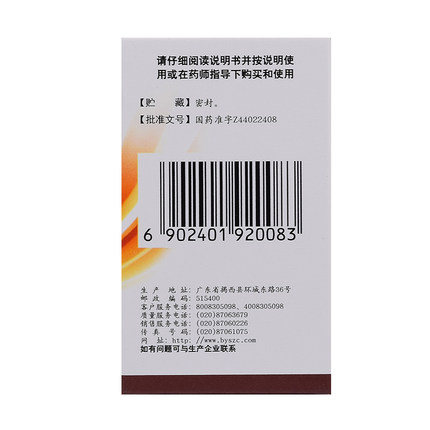 请仔细阅读说明书并按说明使
用或在药师指导下购买和使用
【贮　藏】密封。
【批准文号】国药准字Z44022408
6 902401 920083
生 产 地 址:广东省揭西县环城东路36号
邮 政 编 码:515400
客户服务电话:8008305098, 4008305098
质量服务电话:(020)87063679
销售服务电话:(020)87060226
传 真 号 码:(020)87061075
网 址:http://www.byszc.com
如有问题可与生产企业联系